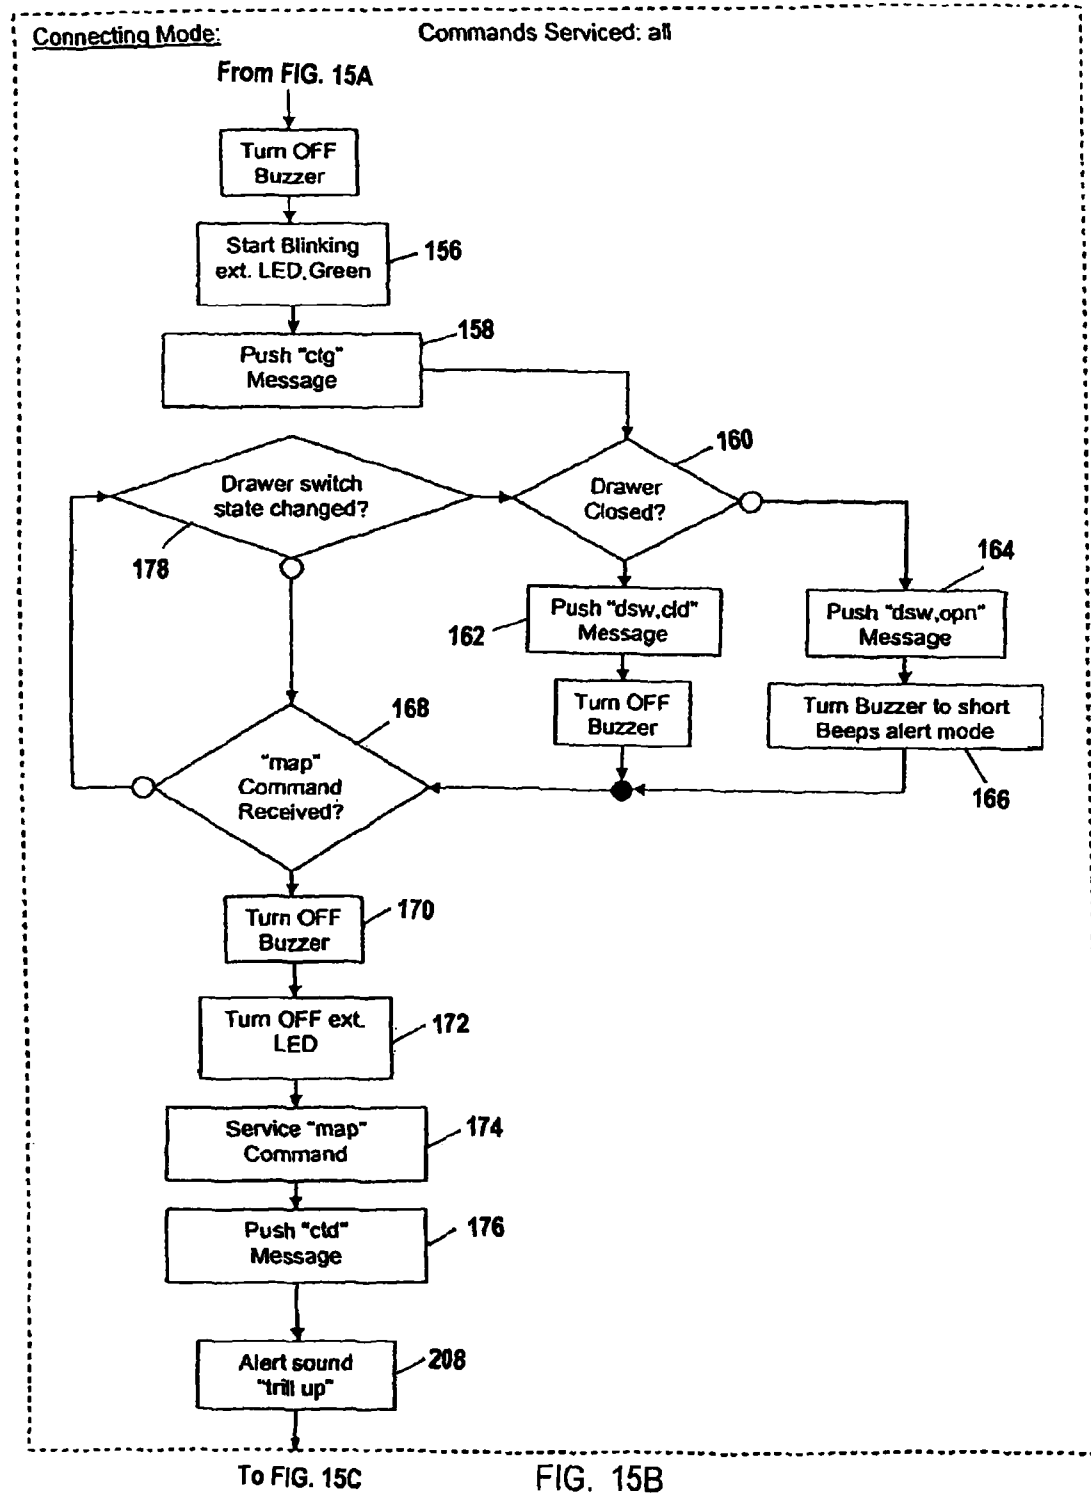 Connecting Mode:
Commands Serviced: all
From FIG. 15A
Turn OFF
Buzzer
Start Blinking
ext. LED,Green
156
158
Push "ctg"
Message
160
Drawer switch
state changed?
Drawer
Closed?
178
164
Push "dsw,cld"
Message
162
Push "dsw,opn"
Message
Turn OFF
Buzzer
Turn Buzzer to short
Beeps alert mode
168
"map"
Command
Received?
166
Turn OFF
Buzzer
170
Turn OFF ext.
LED
172
Service "map"
Command
174
Push "ctd"
Message
176
Alert sound
"trill up"
208
To FIG. 15C
FIG. 15B